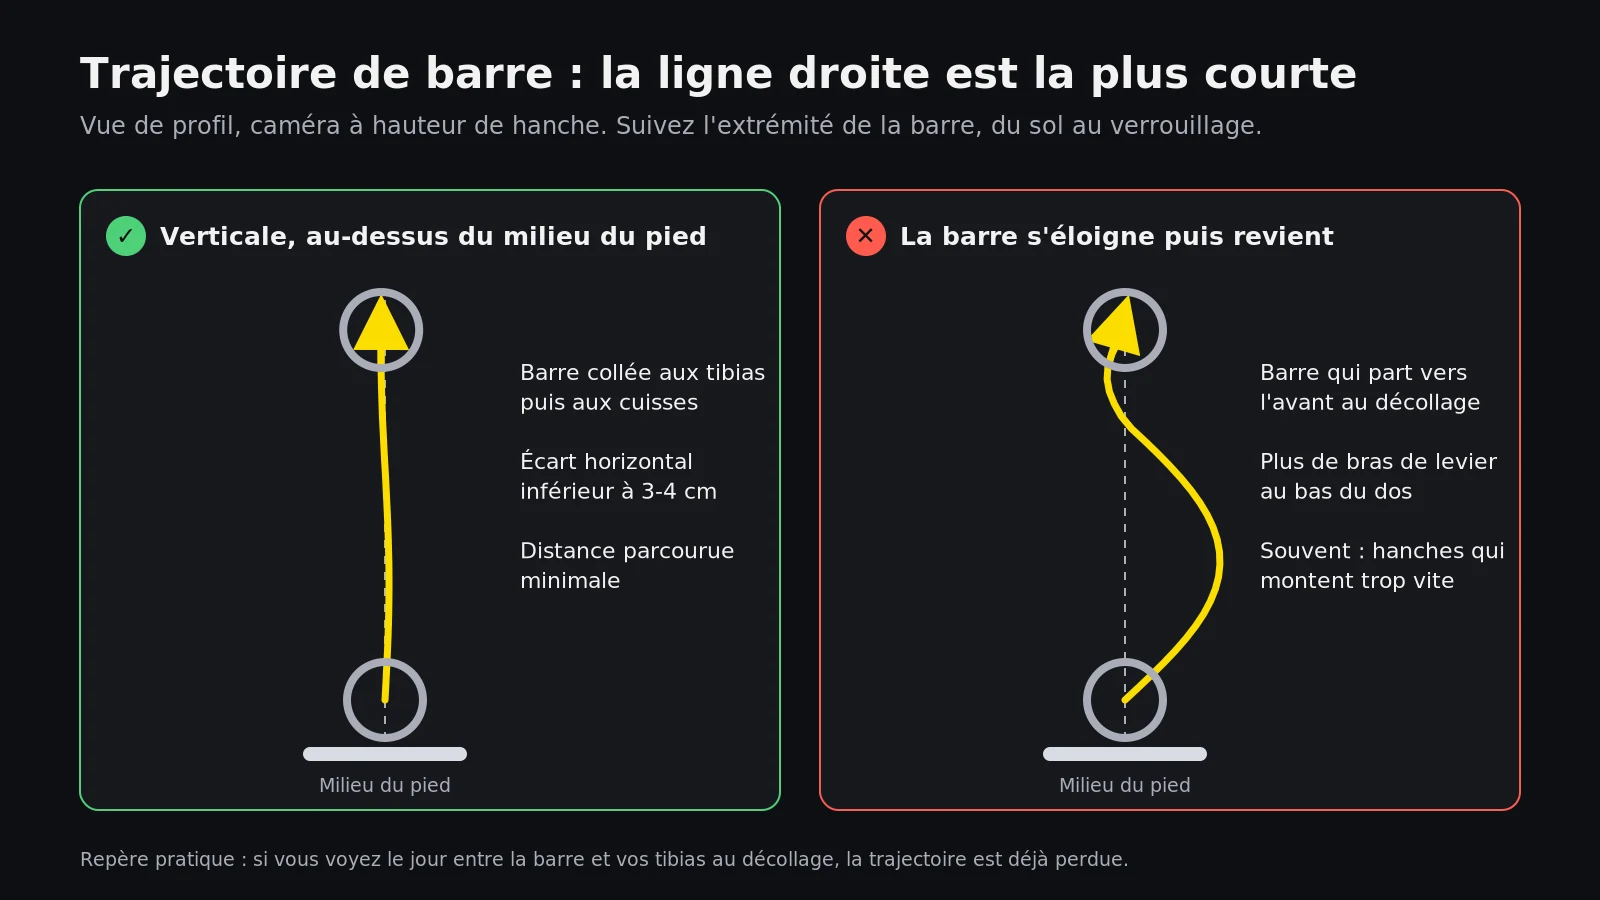 Trajectoire de barre : la ligne droite est la plus courte
Vue de profil, caméra à hauteur de hanche. Suivez l'extrémité de la barre, du sol au verrouillage.
✓ Verticale, au-dessus du milieu du pied
Barre collée aux tibias
puis aux cuisses
Écart horizontal
inférieur à 3-4 cm
Distance parcourue
minimale
Milieu du pied
✕ La barre s'éloigne puis revient
Barre qui part vers
l'avant au décollage
Plus de bras de levier
au bas du dos
Souvent : hanches qui
montent trop vite
Milieu du pied
Repère pratique : si vous voyez le jour entre la barre et vos tibias au décollage, la trajectoire est déjà perdue.